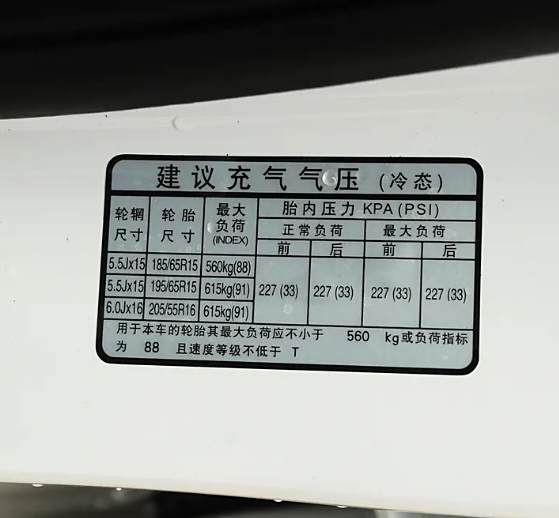 建议充气气压 (冷态)
轮辋尺寸 轮胎尺寸 最大负荷(INDEX) 胎内压力 KPA (PSI)
正常负荷 最大负荷
前 后 前 后
5.5Jx15 185/65R15 560kg(88)
5.5Jx15 195/65R15 615kg(91) 227 (33) 227 (33) 227 (33) 227 (33)
6.0Jx16 205/55R16 615kg(91)
用于本车的轮胎其最大负荷应不小于 560 kg或负荷指标
为 88 且速度等级不低于 T